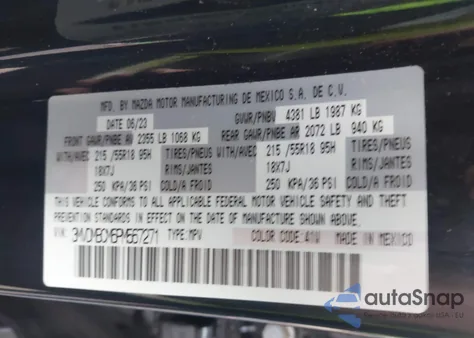 MFD. BY MAZDA MOTOR MANUFACTURING DE MEXICO S.A. DE C.V.
DATE 06/23 GVWR/PNBV 4381 LB 1987 KG
FRONT GAWR/PNBE AV 2355 LB 1068 KG REAR GAWR/PNBE AR 2072 LB 940 KG
WITH/AVEC 215 /55R18 95H TIRES/PNEUS WITH/AVEC 215 /55R18 95H TIRES/PNEUS
18X7J RIMS/JANTES 18X7J RIMS/JANTES
250 KPA/36 PSI COLD/A FROID 250 KPA/36 PSI COLD/A FROID
THIS VEHICLE CONFORMS TO ALL APPLICABLE FEDERAL MOTOR VEHICLE SAFETY AND THEFT
PREVENTION STANDARDS IN EFFECT ON THE DATE OF MANUFACTURE SHOWN ABOVE.
VIN: 3MVDMBCM6PM567271 TYPE:MPV COLOR CODE:41W MADE IN MEXICO
autoSnap